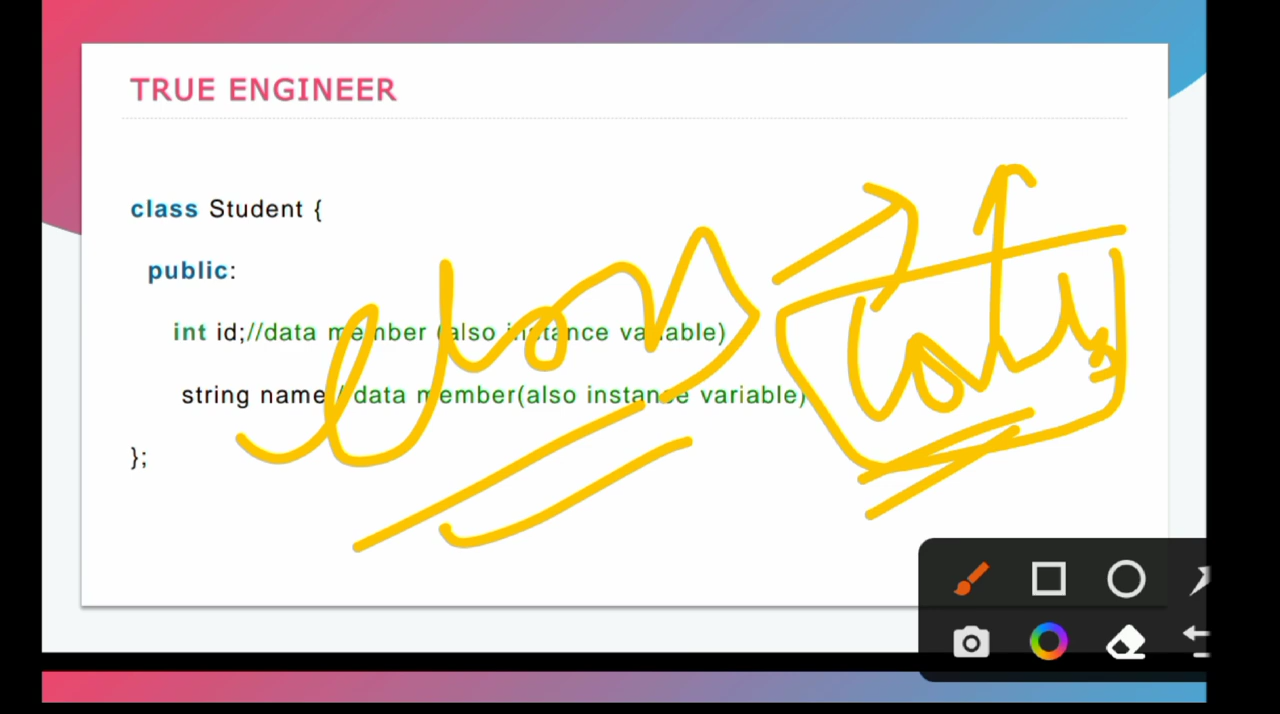 TRUE ENGINEER
class Student {
public:
int id;//data member (also instance variable)
string name;//data member(also instance variable)
};
class